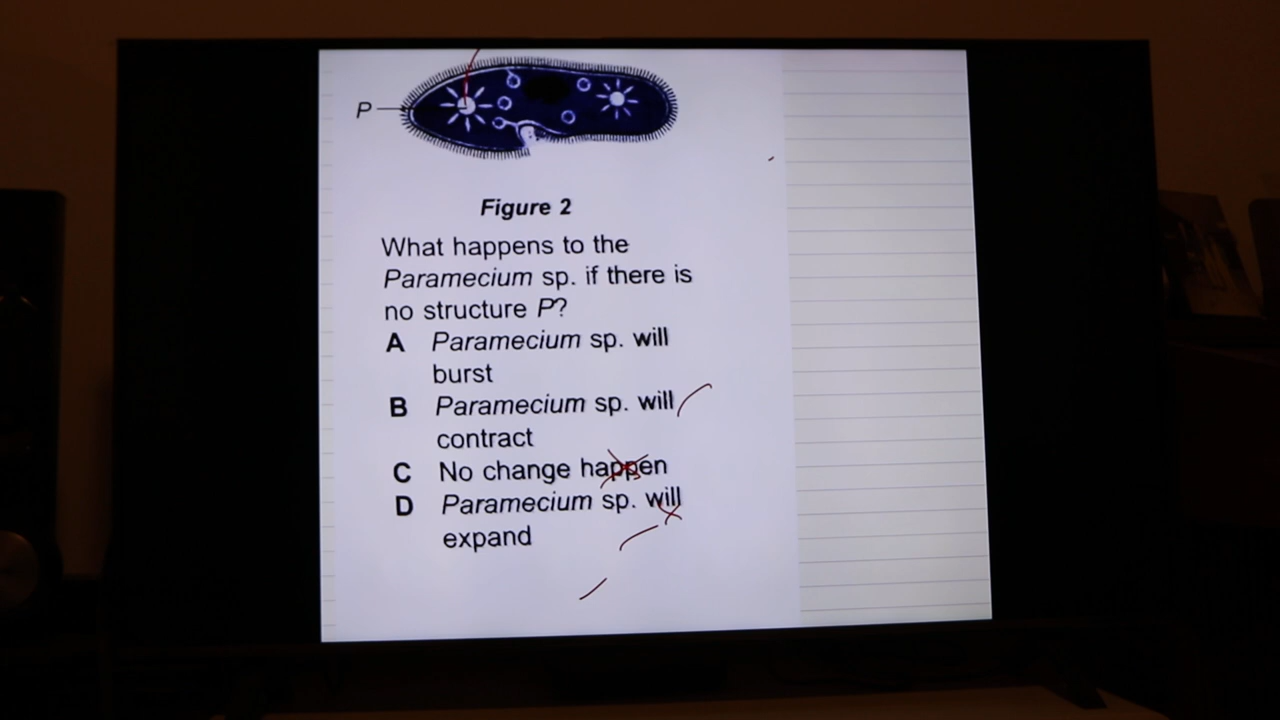 P
Figure 2
What happens to the
Paramecium sp. if there is
no structure P?
A Paramecium sp. will
burst
B Paramecium sp. will
contract
C No change happen
D Paramecium sp. will
expand